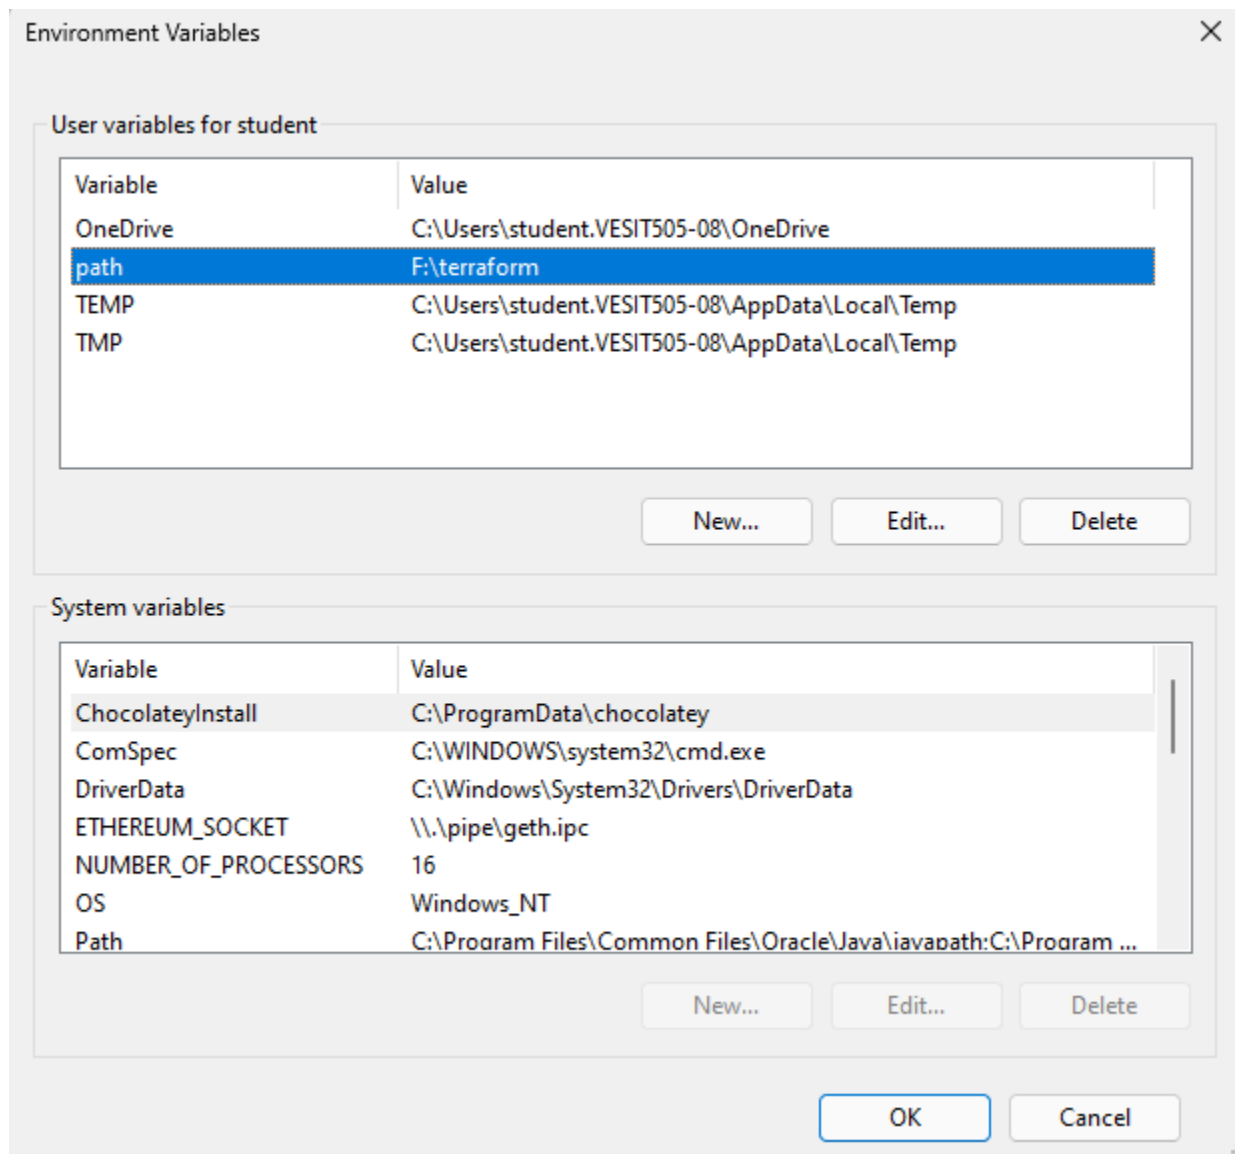 Environment Variables
User variables for student
Variable Value
OneDrive C:\Users\student.VESIT505-08\OneDrive
path F:\terraform
TEMP C:\Users\student.VESIT505-08\AppData\Local\Temp
TMP C:\Users\student.VESIT505-08\AppData\Local\Temp
New... Edit... Delete
System variables
Variable Value
ChocolateyInstall C:\ProgramData\chocolatey
ComSpec C:\WINDOWS\system32\cmd.exe
DriverData C:\Windows\System32\Drivers\DriverData
ETHEREUM_SOCKET \\.\pipe\geth.ipc
NUMBER_OF_PROCESSORS 16
OS Windows_NT
Path C:\Program Files\Common Files\Oracle\Java\javapath;C:\Program ...
New... Edit... Delete
OK Cancel